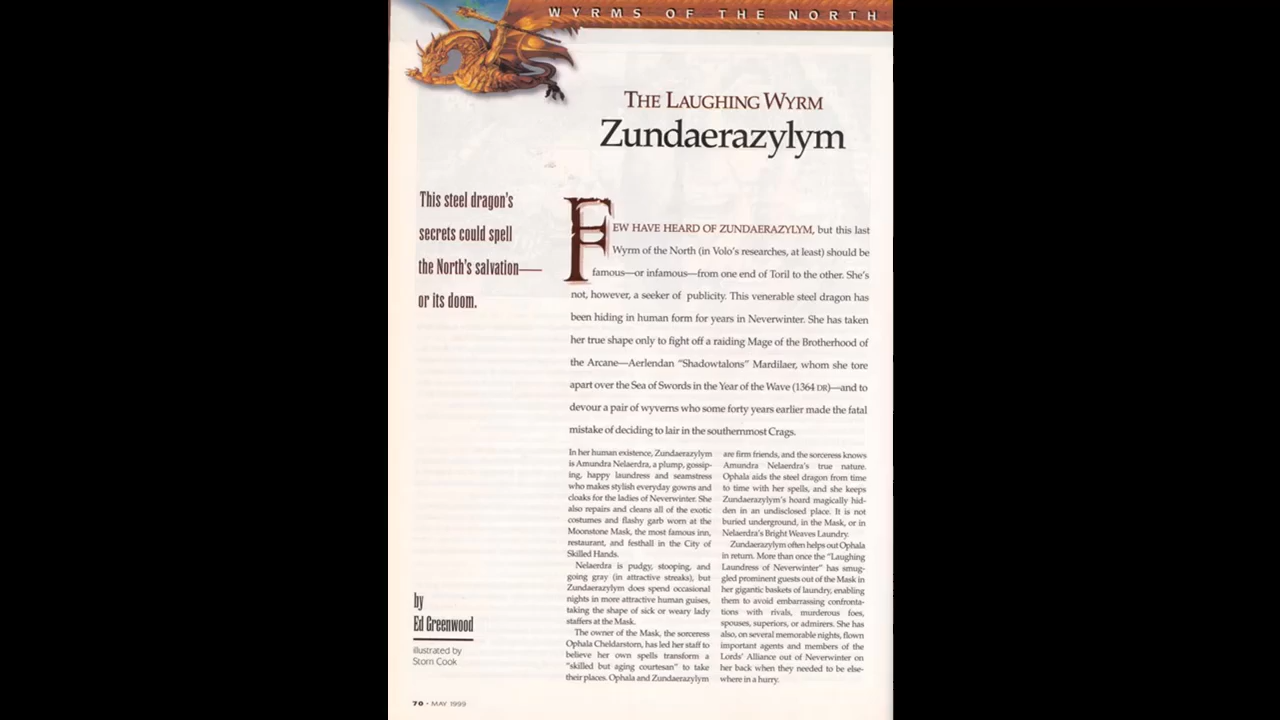 WYRMS OF THE NORTH
THE LAUGHING WYRM
Zundaerazylym
This steel dragon's
secrets could spell
the North's salvation—
or its doom.
FEW HAVE HEARD OF ZUNDAERAZYLYM, but this last
Wyrm of the North (in Volo's researches, at least) should be
famous—or infamous—from one end of Toril to the other. She's
not, however, a seeker of publicity. This venerable steel dragon has
been hiding in human form for years in Neverwinter. She has taken
her true shape only to fight off a raiding Mage of the Brotherhood of
the Arcane—Aerlendan "Shadowtalons" Mardilaer, whom she tore
apart over the Sea of Swords in the Year of the Wave (1364 DR)—and to
devour a pair of wyverns who some forty years earlier made the fatal
mistake of deciding to lair in the southernmost Crags.
In her human existence, Zundaerazylym
is Amundra Nelaerdra, a plump, gossip-
ing, happy laundress and seamstress
who makes stylish everyday gowns and
cloaks for the ladies of Neverwinter. She
also repairs and cleans all of the exotic
costumes and flashy garb worn at the
Moonstone Mask, the most famous inn,
restaurant, and festhall in the City of
Skilled Hands.
Nelaerdra is pudgy, stooping, and
going gray (in attractive streaks), but
Zundaerazylym does spend occasional
nights in more attractive human guises,
taking the shape of sick or weary lady
staffers at the Mask.
The owner of the Mask, the sorceress
Ophala Cheldarstorn, has led her staff to
believe her own spells transform a
"skilled but aging courtesan" to take
their places. Ophala and Zundaerazylym
are firm friends, and the sorceress knows
Amundra Nelaerdra's true nature.
Ophala aids the steel dragon from time
to time with her spells, and she keeps
Zundaerazylym's hoard magically hid-
den in an undisclosed place. It is not
buried underground, in the Mask, or in
Nelaerdra's Bright Weaves Laundry.
Zundaerazylym often helps out Ophala
in return. More than once the "Laughing
Laundress of Neverwinter" has smug-
gled prominent guests out of the Mask in
her gigantic baskets of laundry, enabling
them to avoid embarrassing confronta-
tions with rivals, murderous foes,
spouses, superiors, or admirers. She has
also, on several memorable nights, flown
important agents and members of the
Lords' Alliance out of Neverwinter on
her back when they needed to be else-
where in a hurry.
by
Ed Greenwood
illustrated by
Storn Cook
70 • MAY 1999